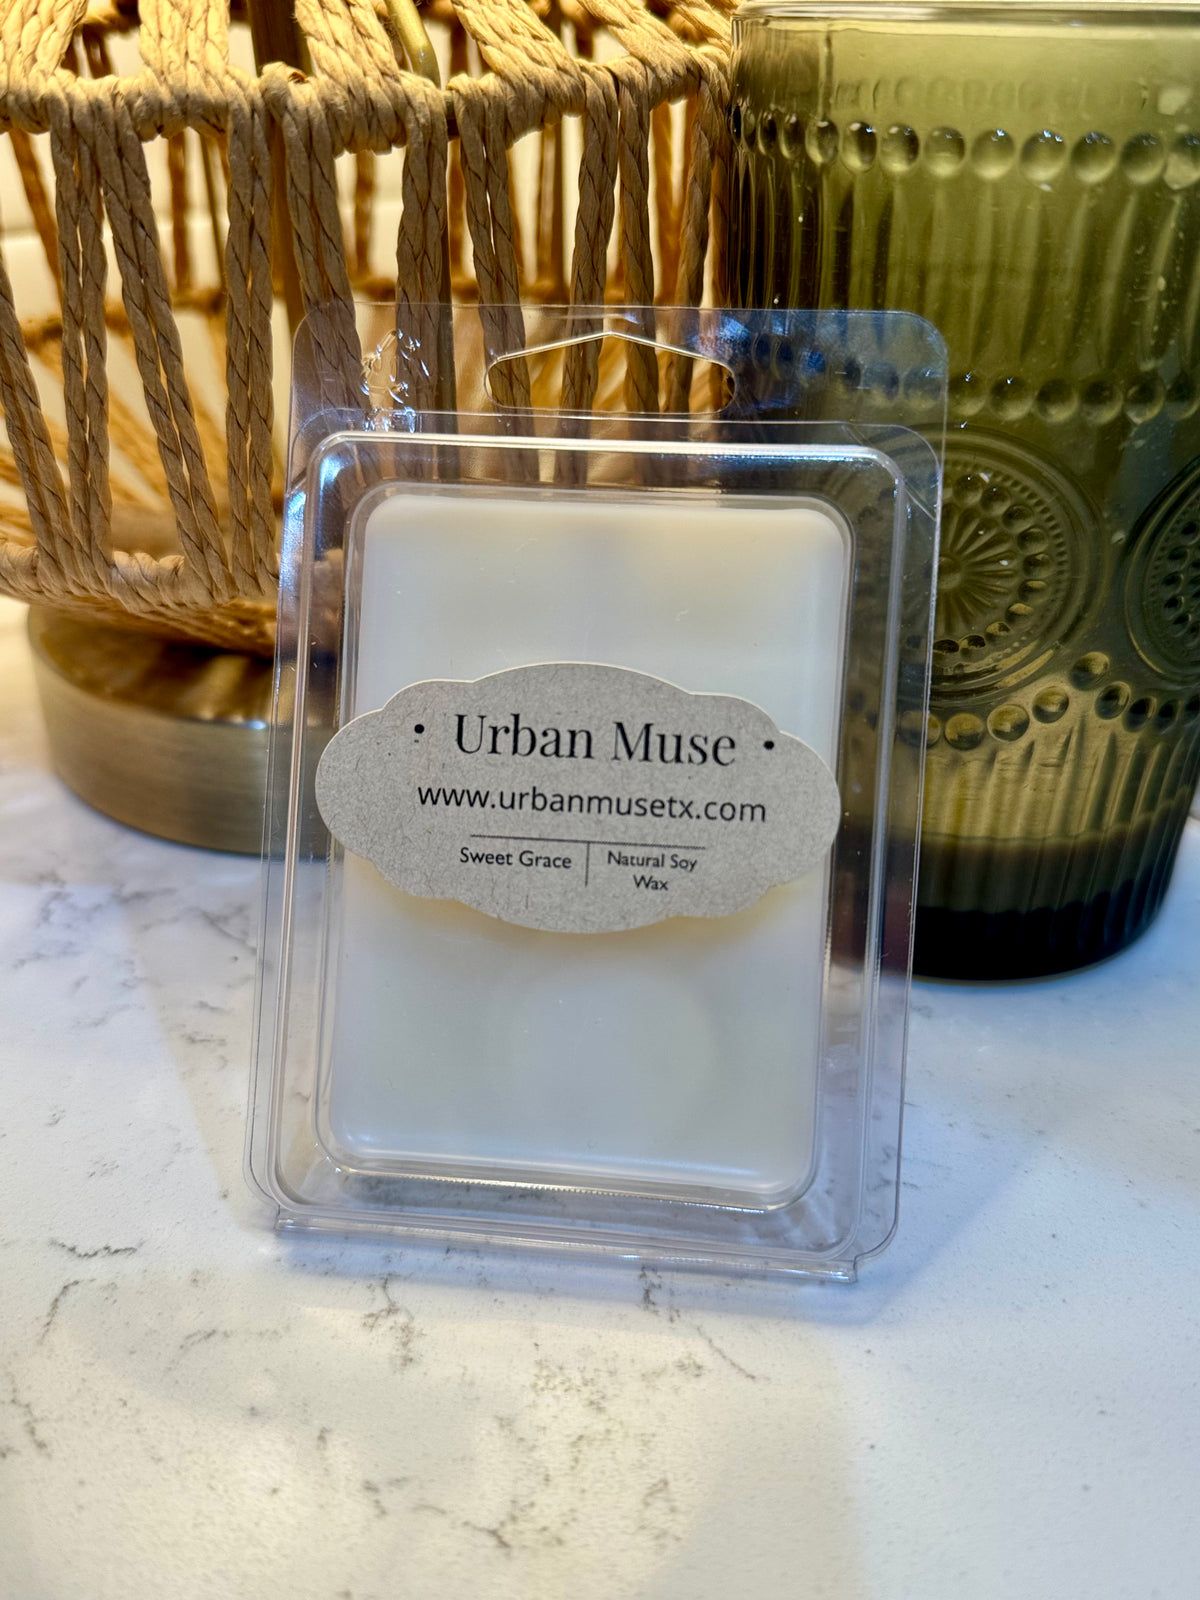 • Urban Muse •
www.urbanmusetx.com
Sweet Grace
Natural Soy
Wax